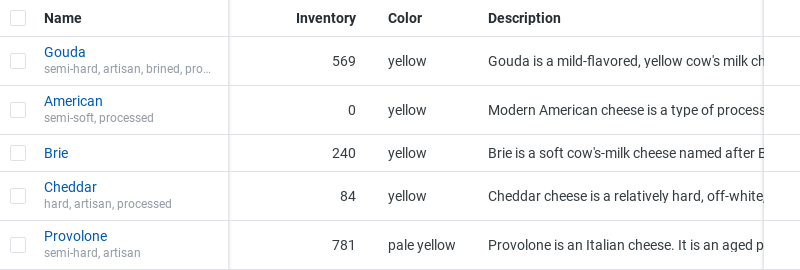 Name Inventory Color Description
Gouda 569 yellow Gouda is a mild-flavored, yellow cow's milk
semi-hard, artisan, brined, pro...
American 0 yellow Modern American cheese is a type of process
semi-soft, processed
Brie 240 yellow Brie is a soft cow's-milk cheese named after
Cheddar 84 yellow Cheddar cheese is a relatively hard, off-white,
hard, artisan, processed
Provolone 781 pale yellow Provolone is an Italian cheese. It is an aged
semi-hard, artisan